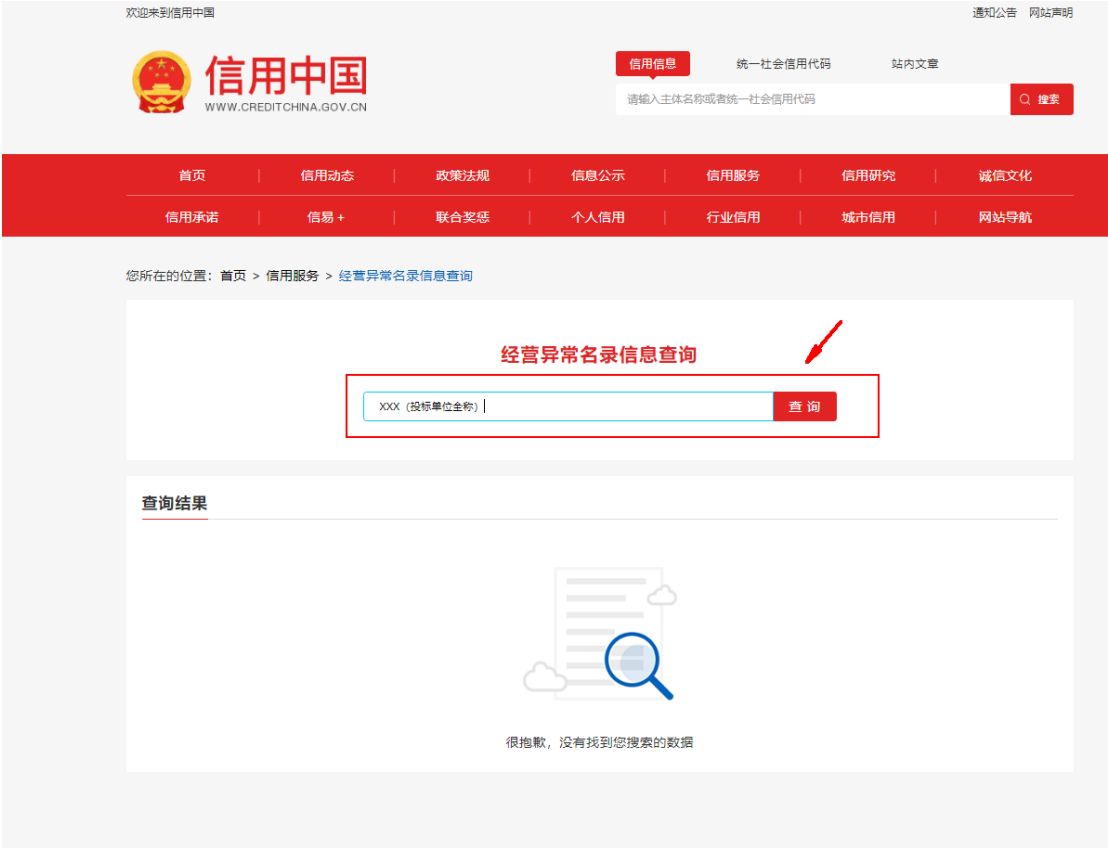 欢迎来到信用中国
通知公告 网站声明
信用中国
WWW.CREDITCHINA.GOV.CN
信用信息 统一社会信用代码 站内文章
请输入主体名称或者统一社会信用代码 搜索
首页 信用动态 政策法规 信息公示 信用服务 信用研究 诚信文化
信用承诺 信易+ 联合奖惩 个人信用 行业信用 城市信用 网站导航
您所在的位置：首页 > 信用服务 > 经营异常名录信息查询
经营异常名录信息查询
XXX（投标单位全称） 查 询
查询结果
很抱歉，没有找到您搜索的数据